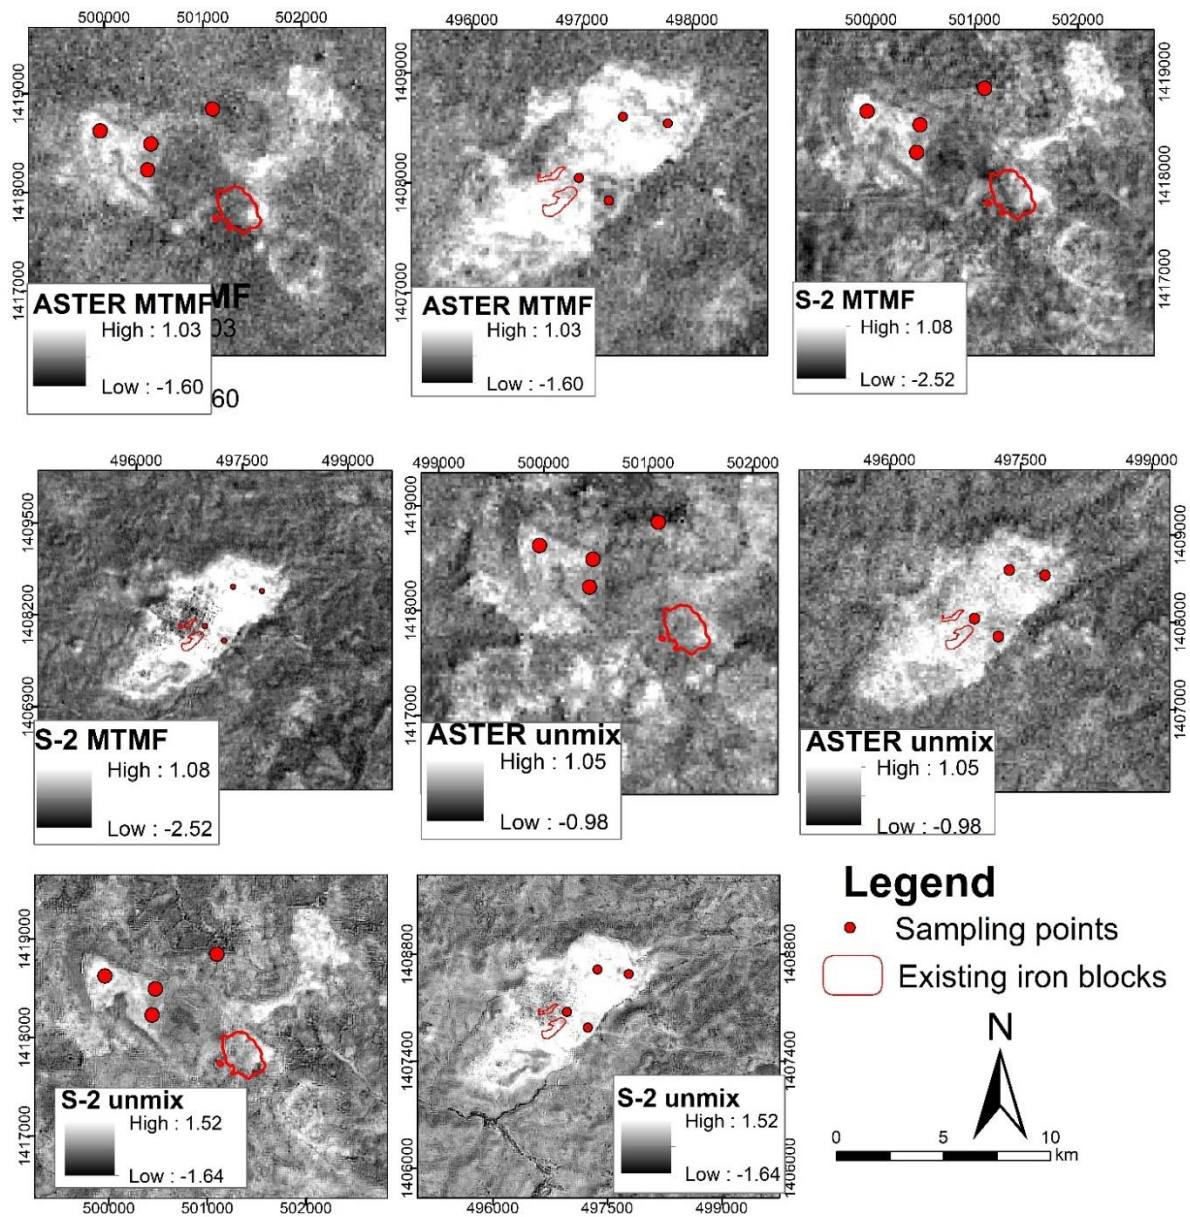 500000 501000 502000
1419000
1418000
1417000
ASTER MTMF
MF
High : 1.03
03
Low : -1.60
60
496000 497000 498000
1409000
1408000
1407000
ASTER MTMF
High : 1.03
Low : -1.60
500000 501000 502000
1419000
1418000
1417000
S-2 MTMF
High : 1.08
Low : -2.52
496000 497500 499000
1409500
1408200
1406900
S-2 MTMF
High : 1.08
Low : -2.52
499000 500000 501000 502000
1419000
1418000
1417000
ASTER unmix
High : 1.05
Low : -0.98
496000 497500 499000
1409000
1408000
1407000
ASTER unmix
High : 1.05
Low : -0.98
1419000
1418000
1417000
S-2 unmix
High : 1.52
Low : -1.64
500000 501000 502000
1408800
1407400
1406000
S-2 unmix
High : 1.52
Low : -1.64
1408800
1407400
1406000
496000 497500 499000
Legend
Sampling points
Existing iron blocks
N
0 5 10
km